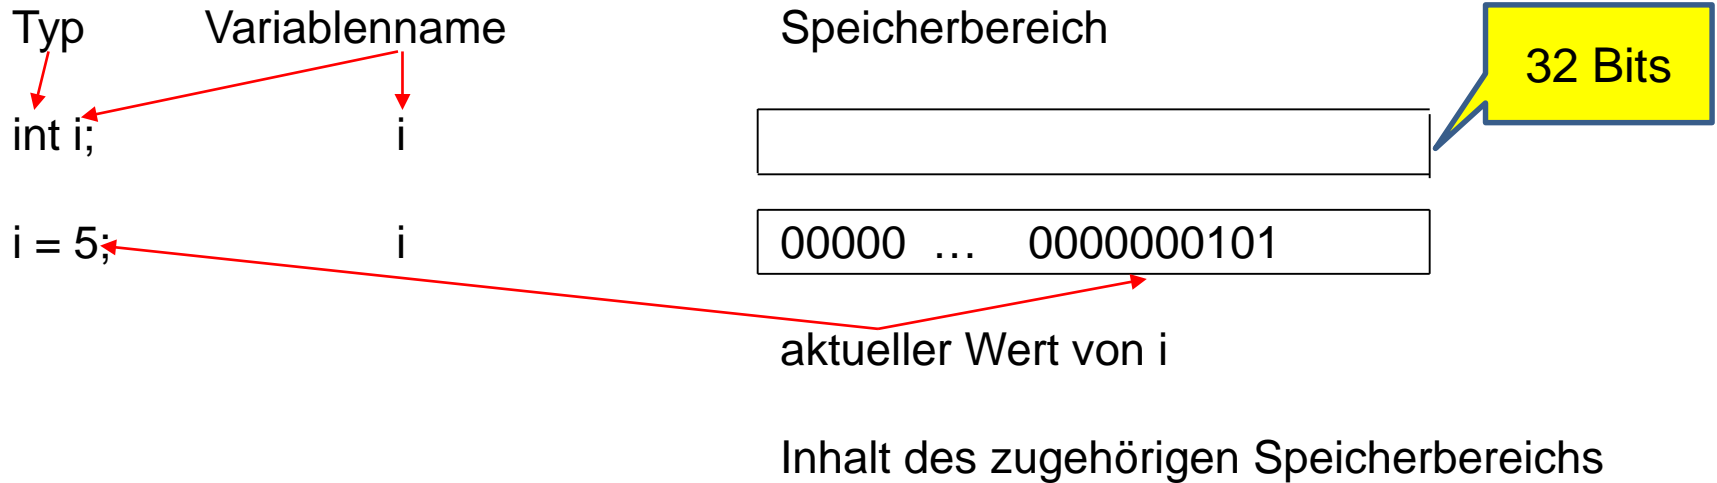 Typ Variablenname Speicherbereich
32 Bits
int i; i
i = 5; i 00000 … 0000000101
aktueller Wert von i
Inhalt des zugehörigen Speicherbereichs